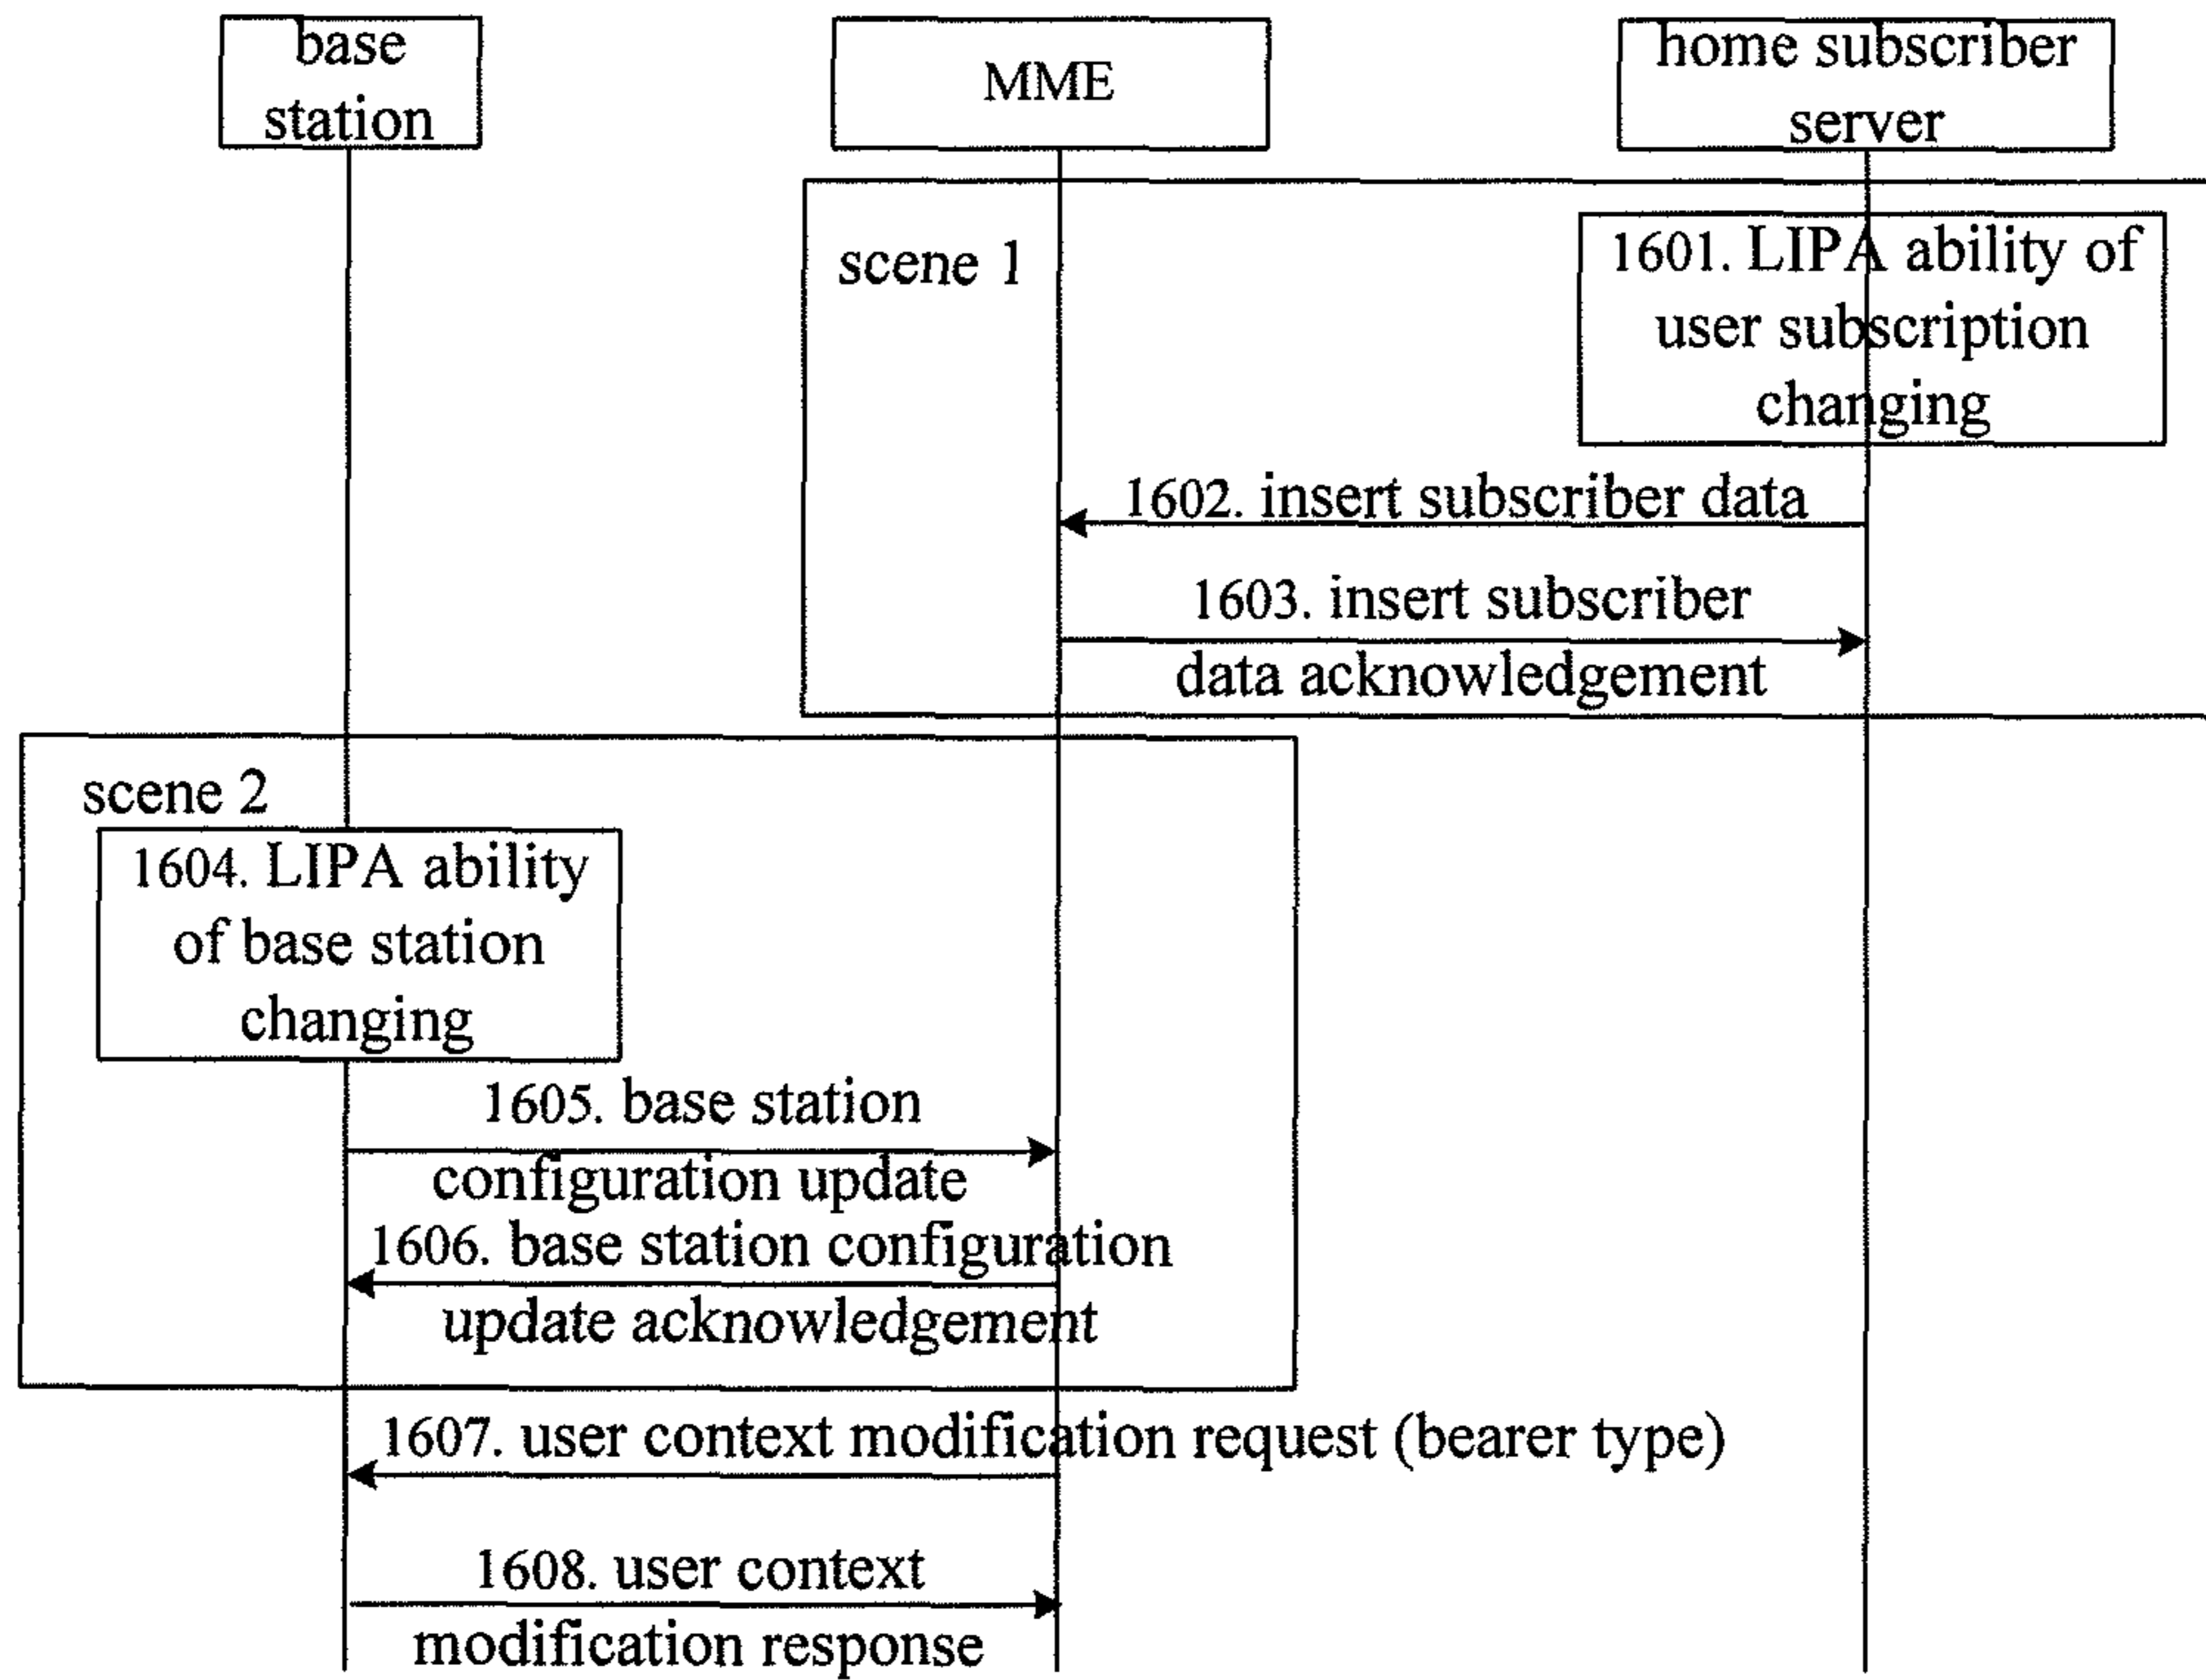 base
station
MME
home subscriber
server
scene 1
1601. LIPA ability of
user subscription
changing
1602. insert subscriber data
1603. insert subscriber
data acknowledgement
scene 2
1604. LIPA ability
of base station
changing
1605. base station
configuration update
1606. base station configuration
update acknowledgement
1607. user context modification request (bearer type)
1608. user context
modification response